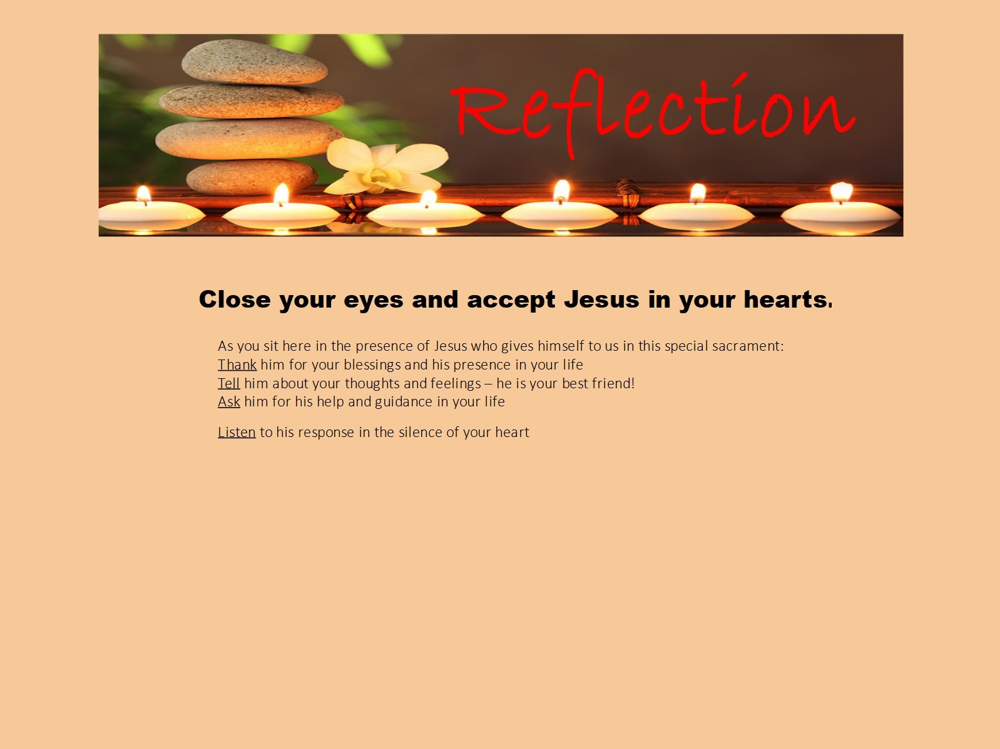 Reflection
Close your eyes and accept Jesus in your hearts.
As you sit here in the presence of Jesus who gives himself to us in this special sacrament:
Thank him for your blessings and his presence in your life
Tell him about your thoughts and feelings – he is your best friend!
Ask him for his help and guidance in your life
Listen to his response in the silence of your heart